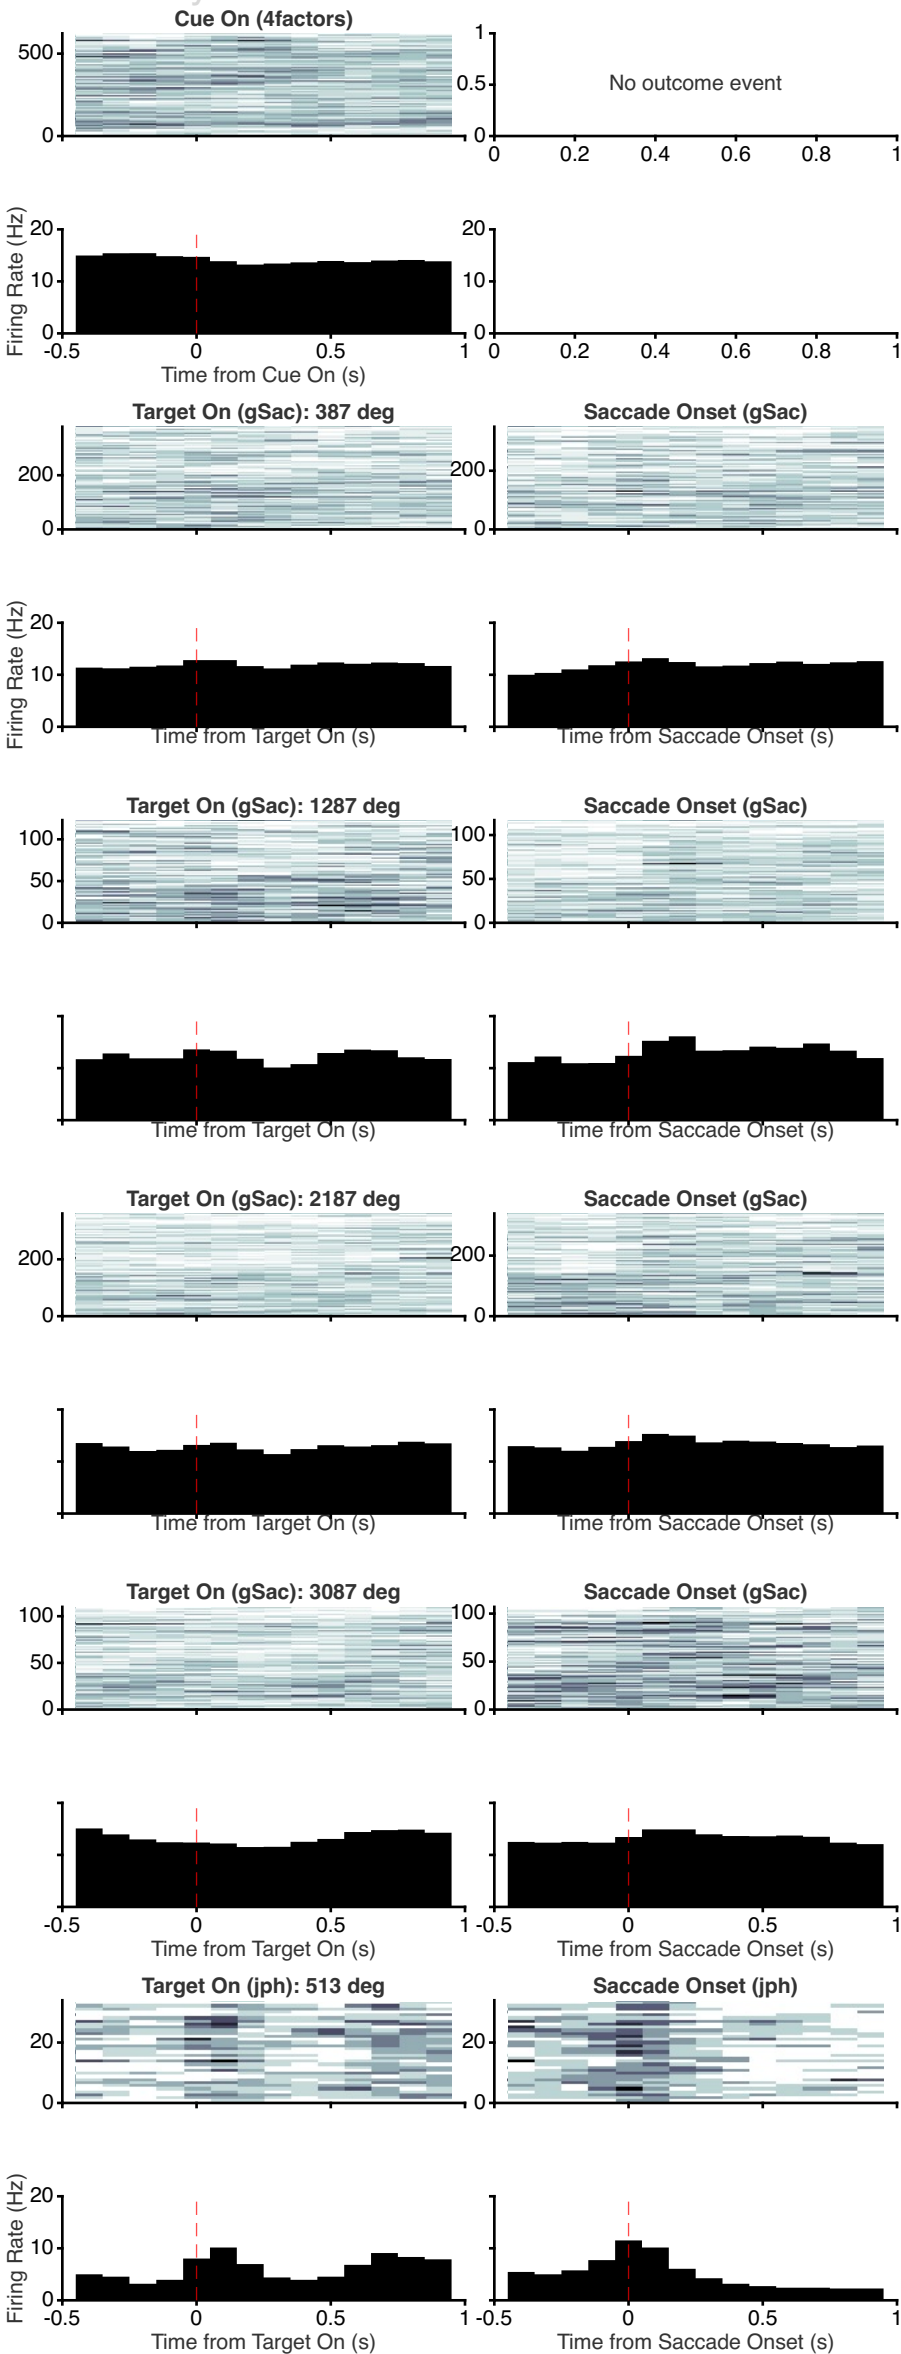 Cue On (4factors)
500
0
1
0.5
0
No outcome event
0 0.2 0.4 0.6 0.8 1
Firing Rate (Hz)
20
10
0
-0.5 0 0.5 1
Time from Cue On (s)
20
10
0
0 0.2 0.4 0.6 0.8 1
Target On (gSac): 387 deg
200
0
Saccade Onset (gSac)
200
0
Firing Rate (Hz)
20
10
0
Time from Target On (s)
Time from Saccade Onset (s)
Target On (gSac): 1287 deg
100
50
0
Saccade Onset (gSac)
100
50
0
Time from Target On (s)
Time from Saccade Onset (s)
Target On (gSac): 2187 deg
200
0
Saccade Onset (gSac)
200
0
Time from Target On (s)
Time from Saccade Onset (s)
Target On (gSac): 3087 deg
100
50
0
Saccade Onset (gSac)
100
50
0
-0.5 0 0.5 1
Time from Target On (s)
-0.5 0 0.5 1
Time from Saccade Onset (s)
Target On (jph): 513 deg
20
0
Saccade Onset (jph)
20
0
Firing Rate (Hz)
20
10
0
-0.5 0 0.5 1
Time from Target On (s)
-0.5 0 0.5 1
Time from Saccade Onset (s)